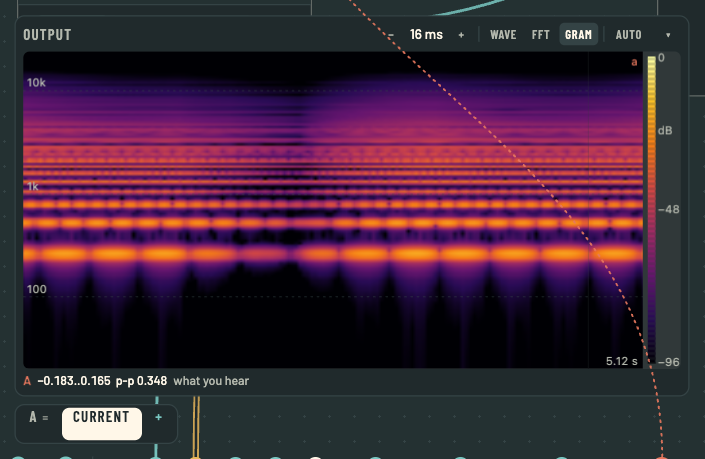 OUTPUT
− 16 ms + WAVE FFT GRAM AUTO ▾
a
0
10k
dB
1k
−48
100
5.12 s
−96
A −0.183..0.165 p-p 0.348 what you hear
A = CURRENT +